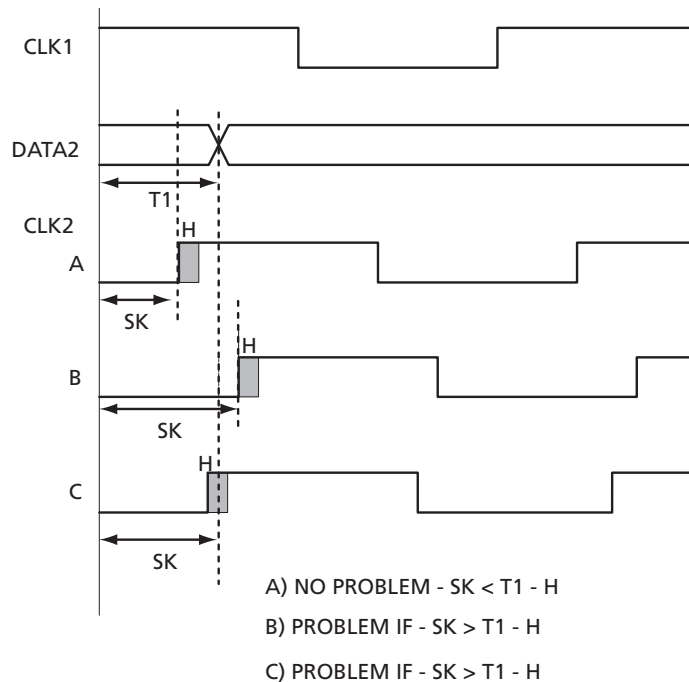 CLK1
DATA2
T1
CLK2
H
A
SK
H
B
SK
H
C
SK
A) NO PROBLEM - SK < T1 - H
B) PROBLEM IF - SK > T1 - H
C) PROBLEM IF - SK > T1 - H